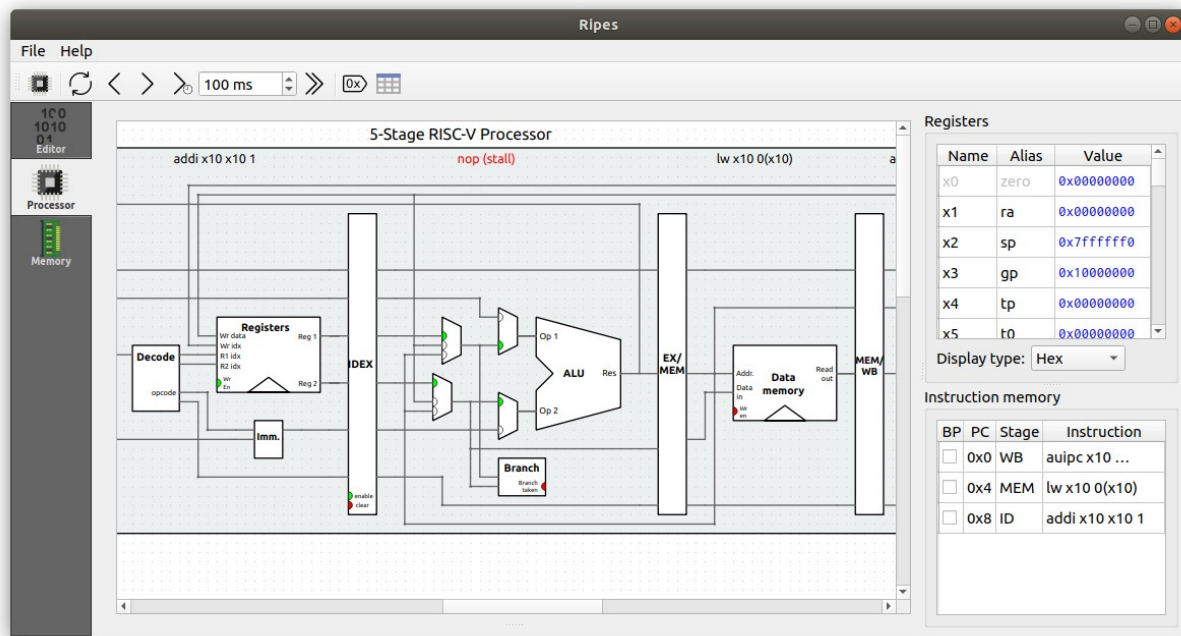 Ripes
File Help
100 ms
0x
100
1010
01
Editor
Processor
Memory
5-Stage RISC-V Processor
addi x10 x10 1
nop (stall)
lw x10 0(x10)
a
Decode
opcode
Registers
Wr data
Wr idx
R1 idx
R2 idx
Wr
En
Reg 1
Reg 2
Imm.
IDEX
enable
clear
Op 1
Op 2
ALU
Res
Branch
Branch
taken
EX/
MEM
Addr.
Data
in
Wr
en
Data
memory
Read
out
MEM/
WB
Registers
Name Alias Value
x0 zero 0x00000000
x1 ra 0x00000000
x2 sp 0x7ffffff0
x3 gp 0x10000000
x4 tp 0x00000000
x5 t0 0x00000000
Display type: Hex
Instruction memory
BP PC Stage Instruction
0x0 WB auipc x10 ...
0x4 MEM lw x10 0(x10)
0x8 ID addi x10 x10 1